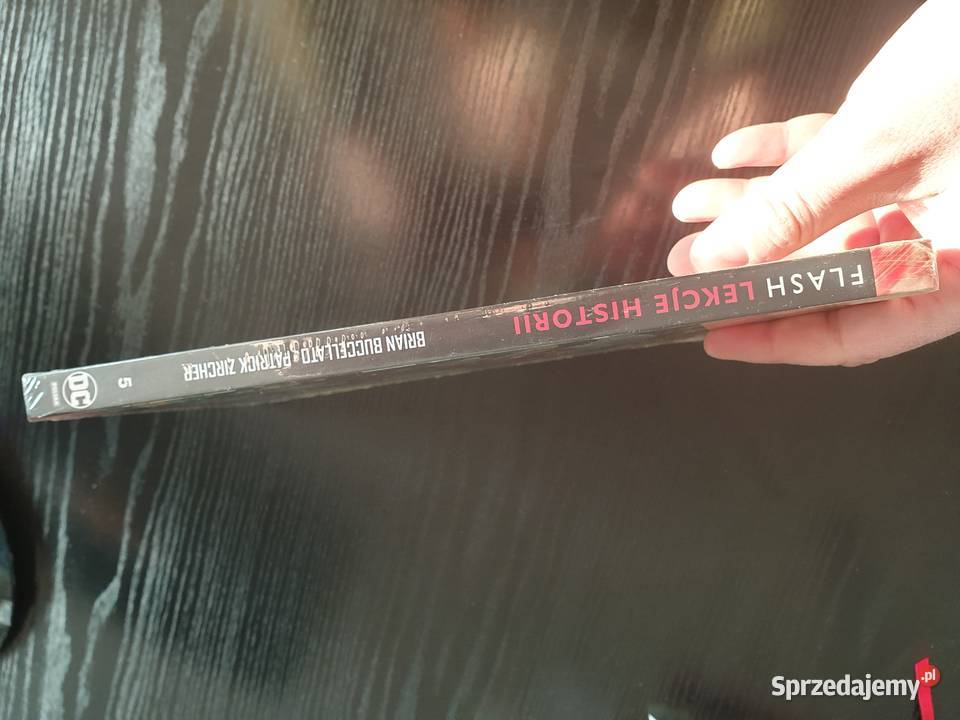 FLASH LEKCJE HISTORII
BRIAN BUCCELLATO PATRICK ZIRCHER
5
DC
Sprzedajemy.pl